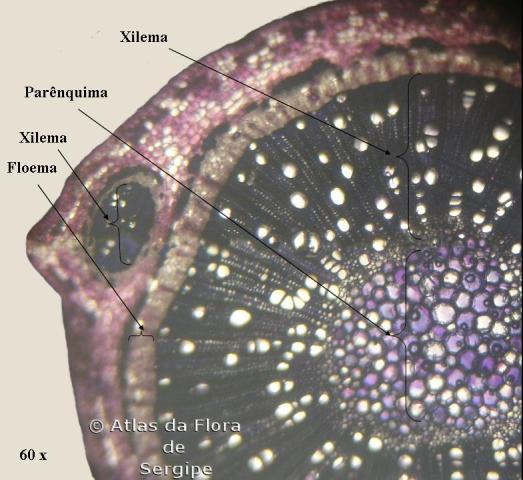 Xilema
Parênquima
Xilema
Floema
© Atlas da Flora
de
Sergipe
60 x